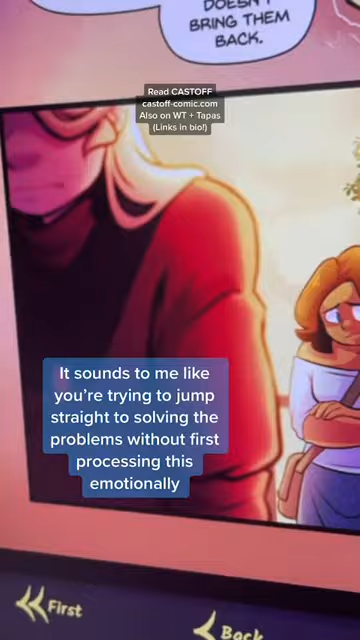 DOESN'T
BRING THEM
BACK.
Read CASTOFF
castoff-comic.com
Also on WT + Tapas
(Links in bio!)
It sounds to me like
you're trying to jump
straight to solving the
problems without first
processing this
emotionally
First
Back